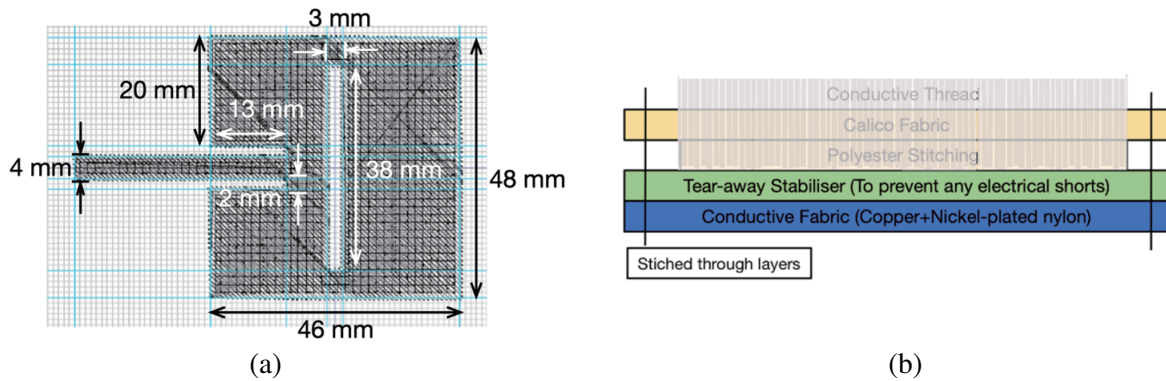 3 mm
20 mm
13 mm
4 mm
38 mm
48 mm
2 mm
46 mm
(a)
Conductive Thread
Calico Fabric
Polyester Stitching
Tear-away Stabiliser (To prevent any electrical shorts)
Conductive Fabric (Copper+Nickel-plated nylon)
Stiched through layers
(b)